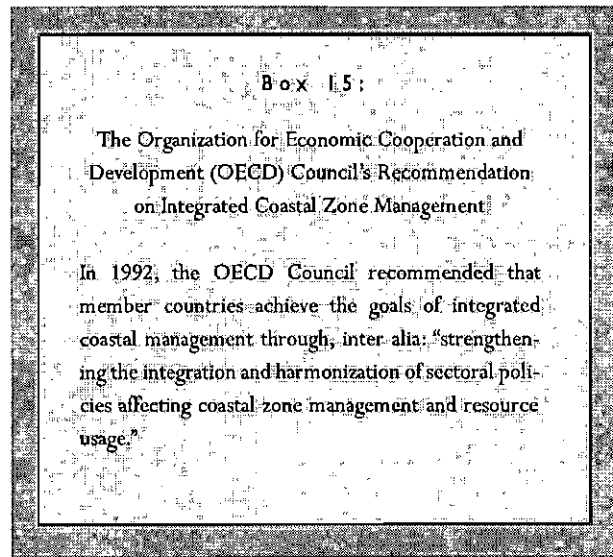 Box 15:
The Organization for Economic Cooperation and
Development (OECD) Council's Recommendation
on Integrated Coastal Zone Management
In 1992, the OECD Council recommended that
member countries achieve the goals of integrated
coastal management through, inter alia: "strengthen-
ing the integration and harmonization of sectoral poli-
cies affecting coastal zone management and resource
usage."